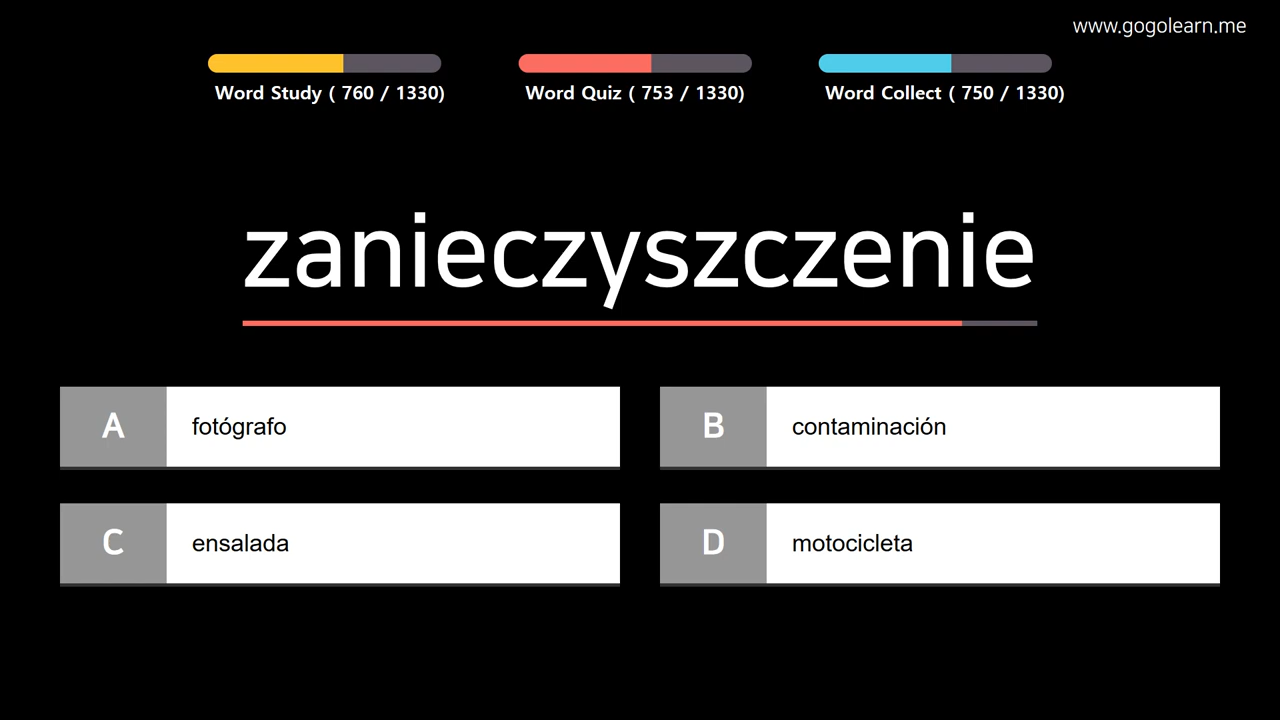 www.gogolearn.me
Word Study ( 760 / 1330)
Word Quiz ( 753 / 1330)
Word Collect ( 750 / 1330)
zanieczyszczenie
A fotógrafo
B contaminación
C ensalada
D motocicleta